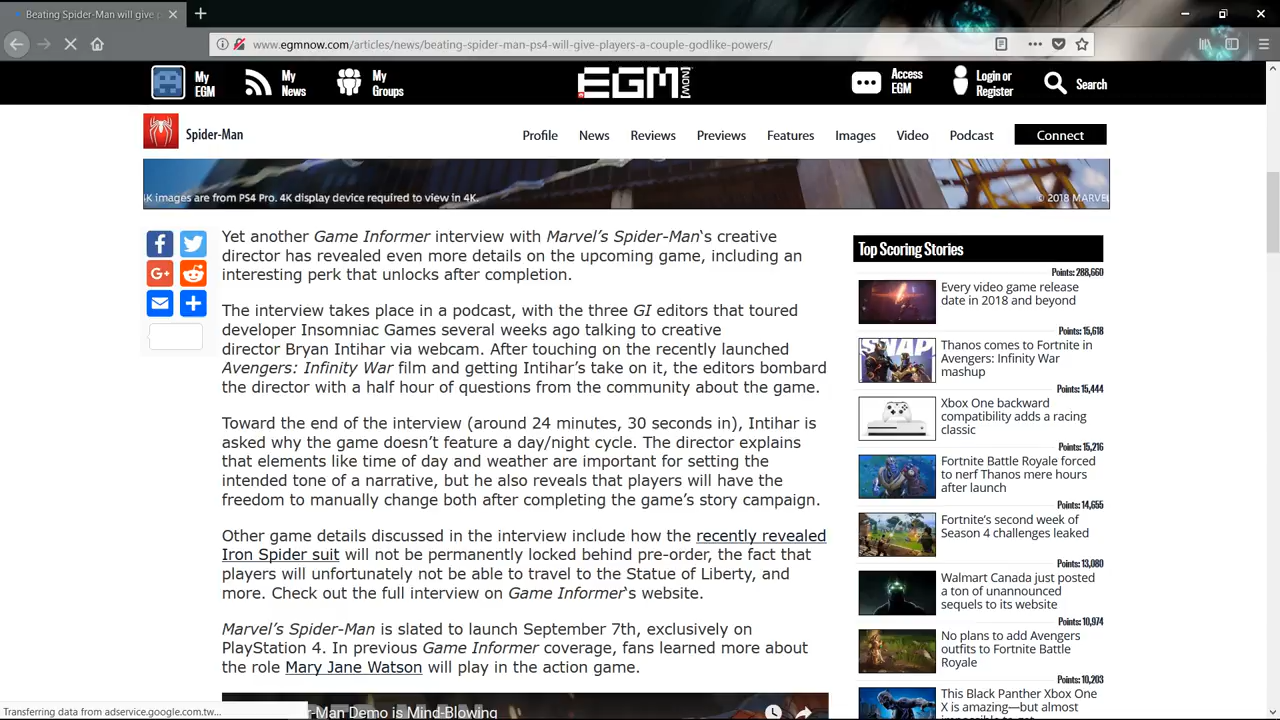 Beating Spider-Man will give p
www.egmnow.com/articles/news/beating-spider-man-ps4-will-give-players-a-couple-godlike-powers/
My EGM
My News
My Groups
EGM [NOW]
Access EGM
Login or Register
Search
Spider-Man
Profile
News
Reviews
Previews
Features
Images
Video
Podcast
Connect
4K images are from PS4 Pro. 4K display device required to view in 4K.
© 2018 MARVEL
Yet another Game Informer interview with Marvel's Spider-Man`s creative
director has revealed even more details on the upcoming game, including an
interesting perk that unlocks after completion.
The interview takes place in a podcast, with the three GI editors that toured
developer Insomniac Games several weeks ago talking to creative
director Bryan Intihar via webcam. After touching on the recently launched
Avengers: Infinity War film and getting Intihar's take on it, the editors bombard
the director with a half hour of questions from the community about the game.
Toward the end of the interview (around 24 minutes, 30 seconds in), Intihar is
asked why the game doesn't feature a day/night cycle. The director explains
that elements like time of day and weather are important for setting the
intended tone of the narrative, but he also reveals that players will have the
freedom to manually change both after completing the game's story campaign.
Other game details discussed in the interview include how the recently revealed
Iron Spider suit will not be permanently locked behind pre-order, the fact that
players will unfortunately not be able to travel to the Statue of Liberty, and
more. Check out the full interview on Game Informer`s website.
Marvel's Spider-Man is slated to launch September 7th, exclusively on
PlayStation 4. In previous Game Informer coverage, fans learned more about
the role Mary Jane Watson will play in the action game.
r-Man Demo is Mind-Blowing
Top Scoring Stories
Points: 288,660
Every video game release
date in 2018 and beyond
Points: 15,618
Thanos comes to Fortnite in
Avengers: Infinity War
mashup
SNAP
Points: 15,444
Xbox One backward
compatibility adds a racing
classic
Points: 15,216
Fortnite Battle Royale forced
to nerf Thanos mere hours
after launch
Points: 14,655
Fortnite's second week of
Season 4 challenges leaked
Points: 13,080
Walmart Canada just posted
a ton of unannounced
sequels to its website
Points: 10,974
No plans to add Avengers
outfits to Fortnite Battle
Royale
Points: 10,203
This Black Panther Xbox One
X is amazing—but almost
Transferring data from adservice.google.com.tw...